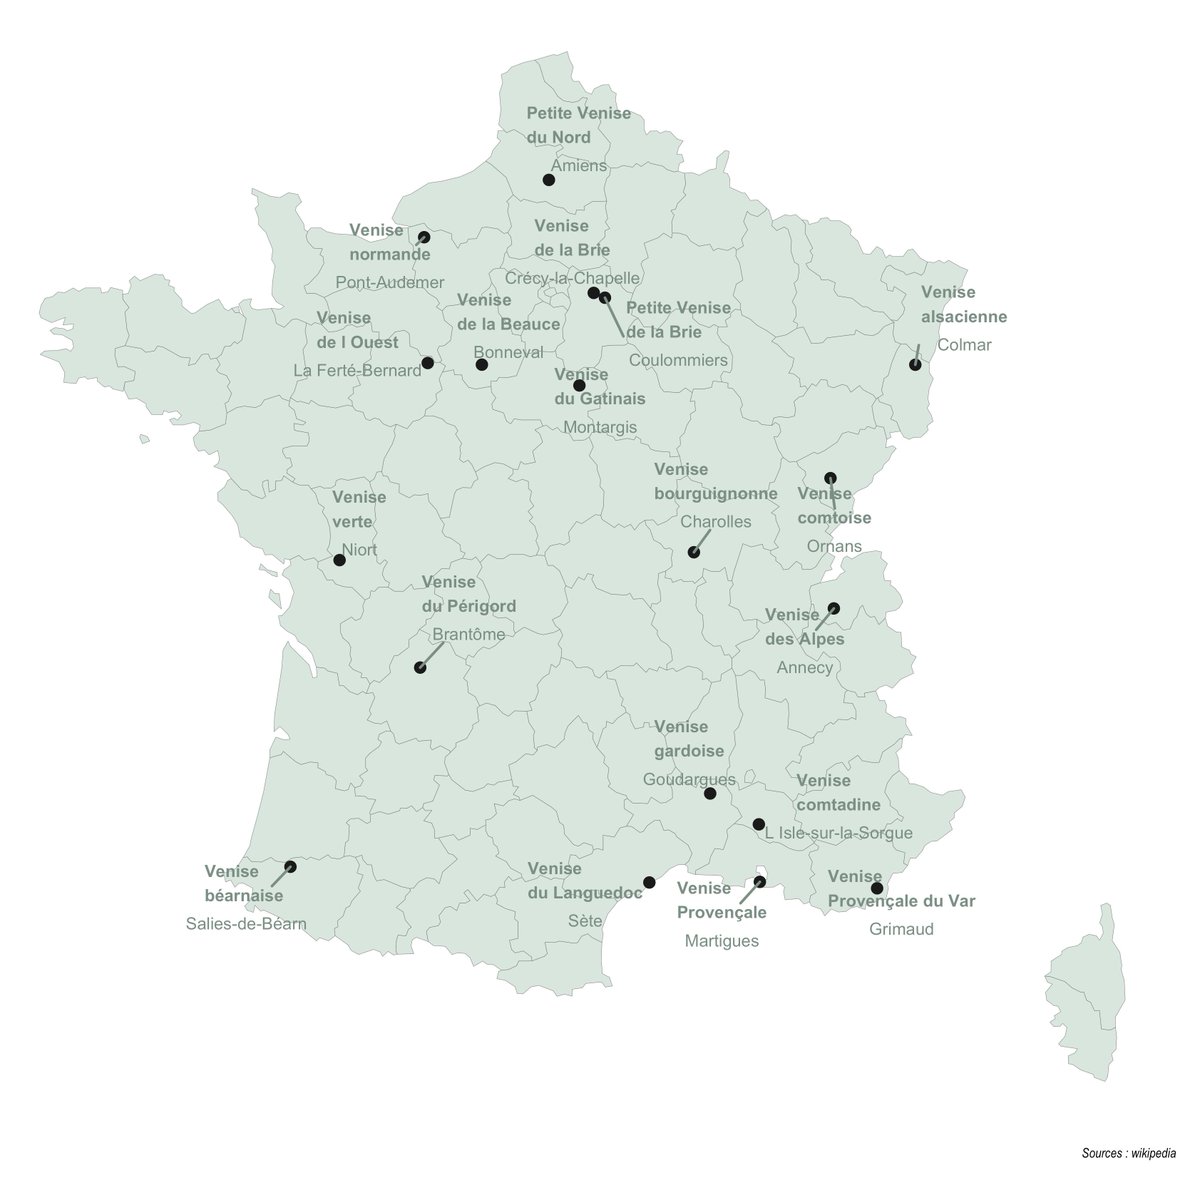 Petite Venise
du Nord
Amiens
Venise
de la Brie
Crécy-la-Chapelle
Venise
normande
Pont-Audemer
Venise
alsacienne
Colmar
Venise
de la Beauce
Bonneval
Petite Venise
de la Brie
Coulommiers
Venise
de l Ouest
La Ferté-Bernard
Venise
du Gatinais
Montargis
Venise
bourguignonne
Charolles
Venise
comtoise
Ornans
Venise
verte
Niort
Venise
du Périgord
Brantôme
Venise
des Alpes
Annecy
Venise
gardoise
Goudargues
Venise
comtadine
L Isle-sur-la-Sorgue
Venise
béarnaise
Salies-de-Béarn
Venise
du Languedoc
Sète
Venise
Provençale
Martigues
Venise
Provençale du Var
Grimaud
Sources : wikipedia